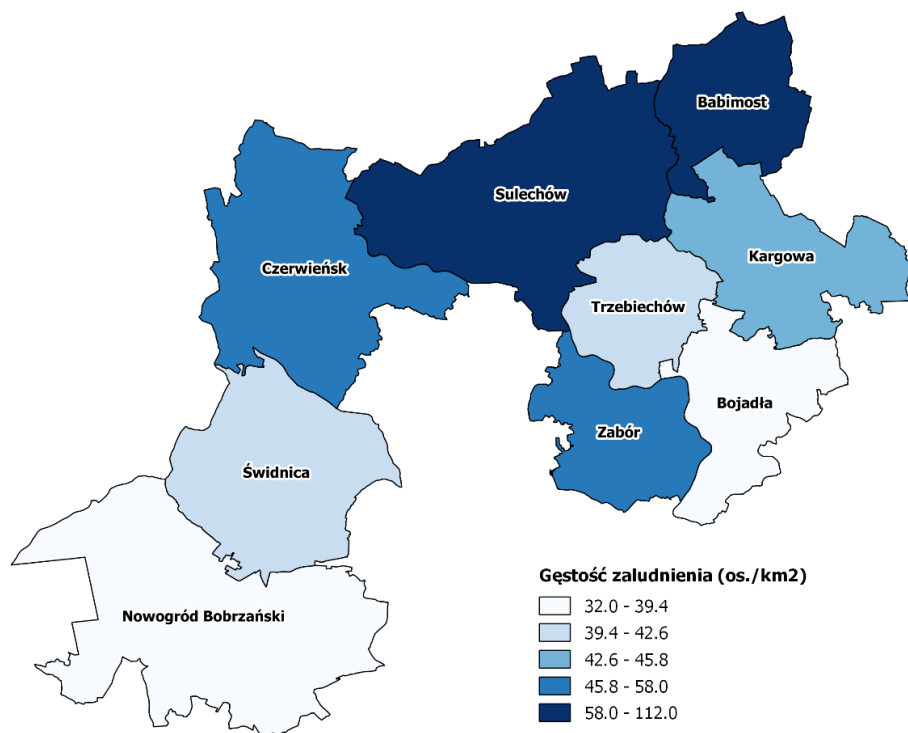 Babimost
Sulechów
Kargowa
Czerwieńsk
Trzebiechów
Bojadła
Zabór
Świdnica
Nowogród Bobrzański
Gęstość zaludnienia (os./km2)
32.0 - 39.4
39.4 - 42.6
42.6 - 45.8
45.8 - 58.0
58.0 - 112.0